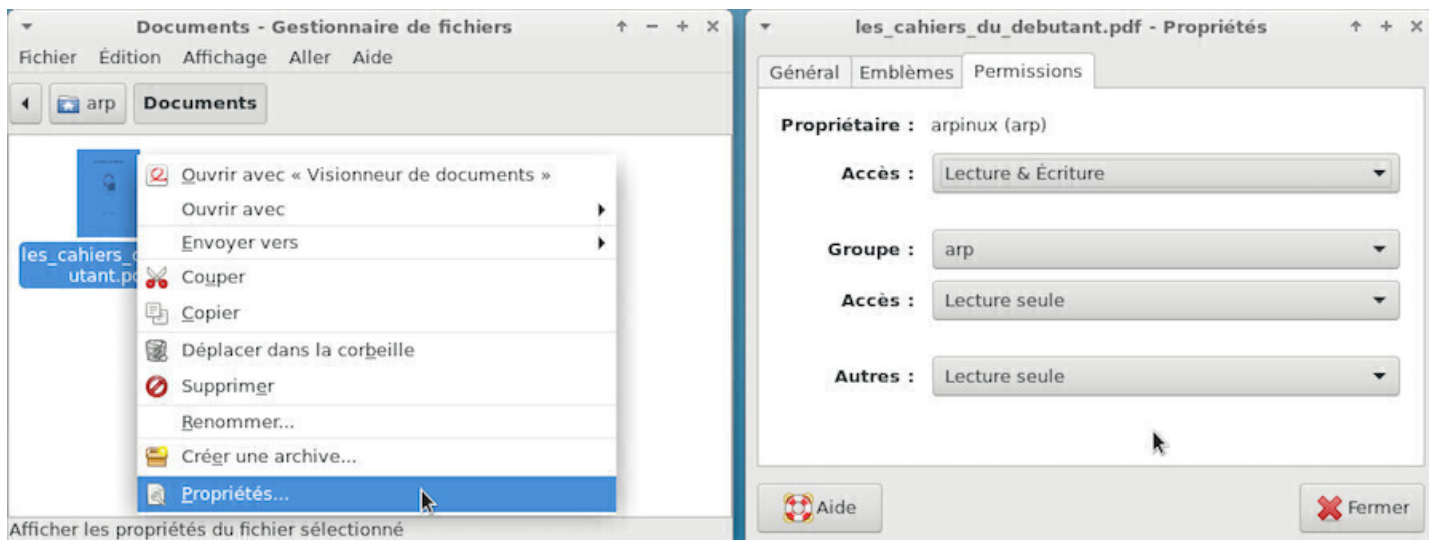 Documents - Gestionnaire de fichiers
Fichier Édition Affichage Aller Aide
arp Documents
les_cahiers_d
utant.pd
Ouvrir avec « Visionneur de documents »
Ouvrir avec
Envoyer vers
Couper
Copier
Déplacer dans la corbeille
Supprimer
Renommer...
Créer une archive...
Propriétés...
Afficher les propriétés du fichier sélectionné
les_cahiers_du_debutant.pdf - Propriétés
Général Emblèmes Permissions
Propriétaire : arpinux (arp)
Accès : Lecture & Écriture
Groupe : arp
Accès : Lecture seule
Autres : Lecture seule
Aide Fermer